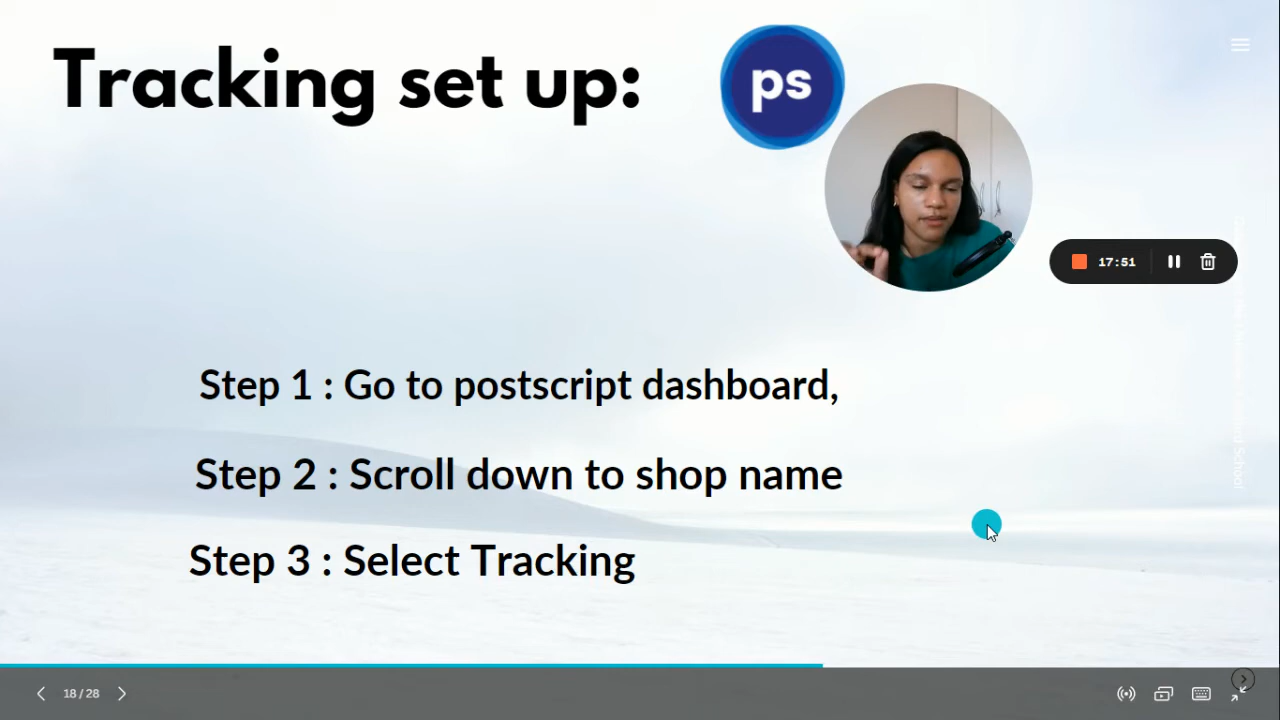 Tracking set up:
ps
17:51
Step 1 : Go to postscript dashboard,
Step 2 : Scroll down to shop name
Step 3 : Select Tracking
18 / 28